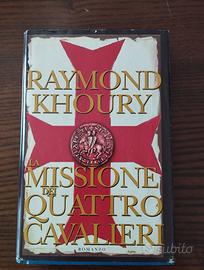 RAYMOND
KHOURY
LA
MISSIONE
DEI
QUATTRO
CAVALIERI
ROMANZO
subito